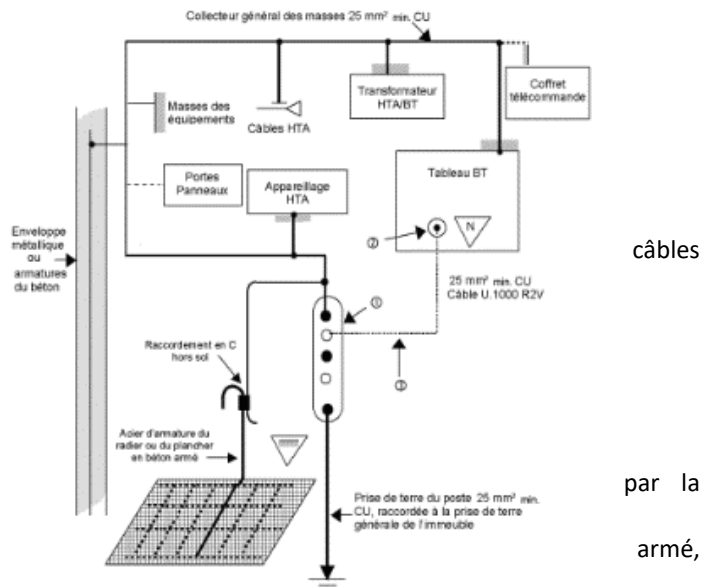 Collecteur général des masses 25 mm² min. CU
Masses des
équipements
Câbles HTA
Transformateur
HTA/BT
Coffret
télécommande
Portes
Panneaux
Appareillage
HTA
Tableau BT
②
N
Enveloppe
métallique
ou
armatures
du béton
câbles
25 mm² min. CU
Câble U.1000 R2V
①
③
Raccordement en C
hors sol
Acier d'armature du
radier ou du plancher
en béton armé
par la
Prise de terre du poste 25 mm² min.
CU, raccordée à la prise de terre
générale de l'immeuble
armé,